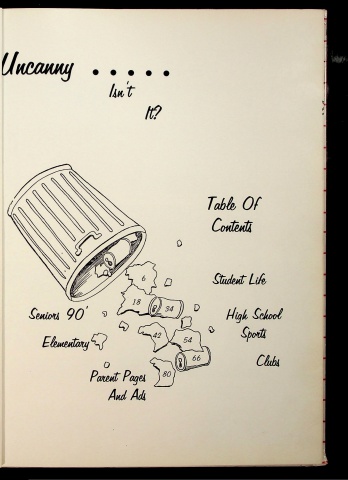 Uncanny . . . . .
Isn't
It?
Table Of
Contents
6
Student Life
18
34
Seniors 90'
High School
Sports
42
Elementary
54
66
Clubs
80
Parent Pages
And Ads